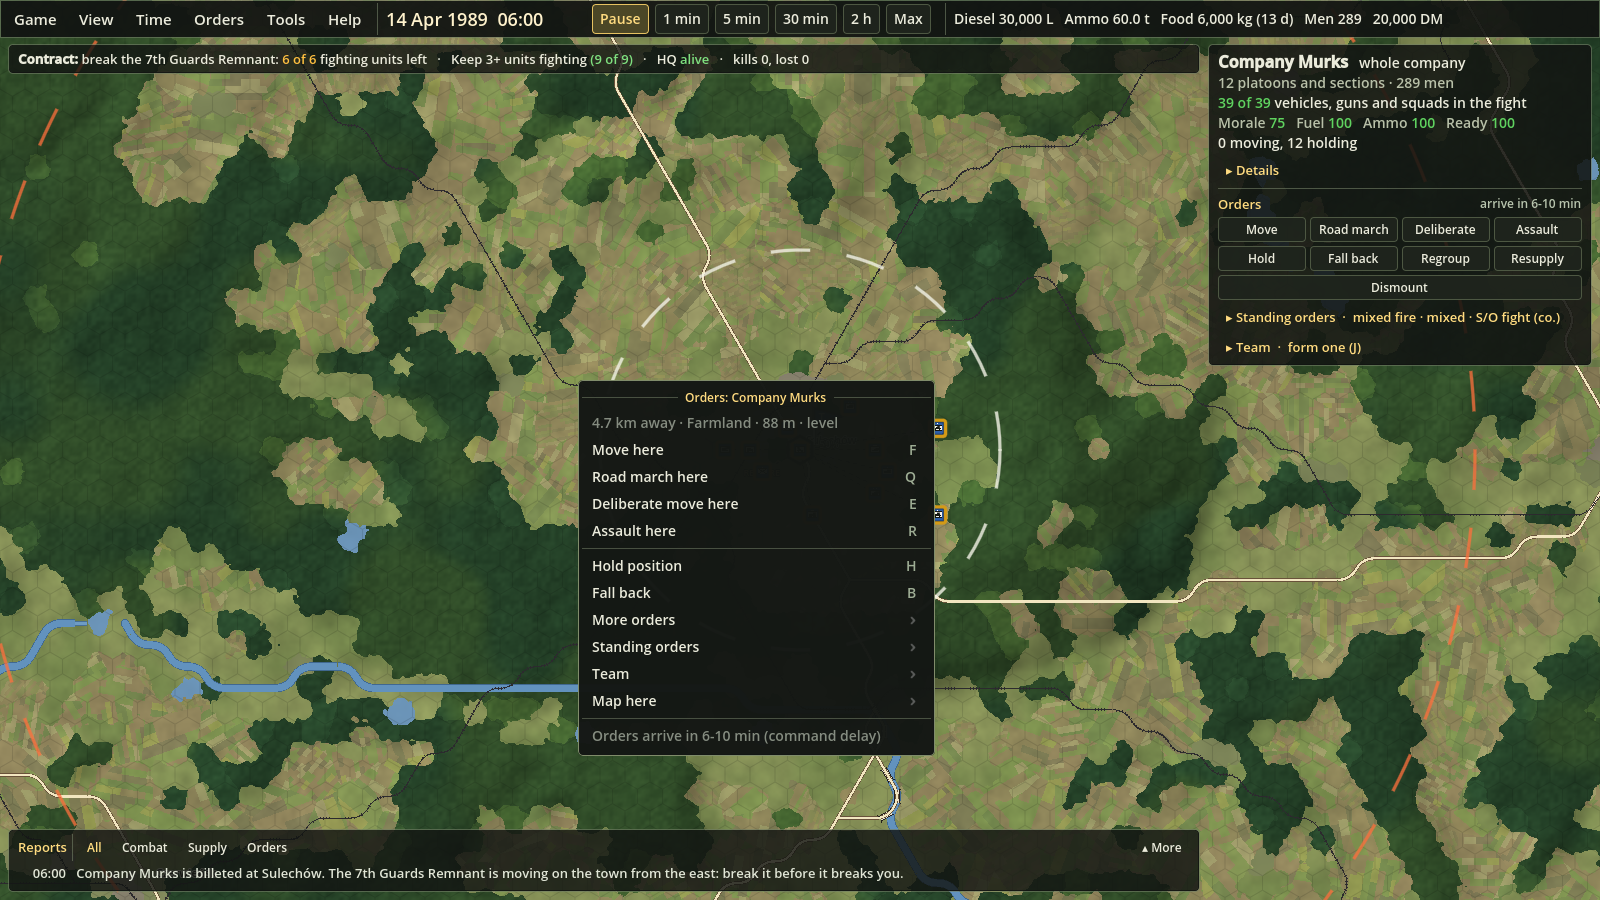 Game View Time Orders Tools Help 14 Apr 1989 06:00 Pause 1 min 5 min 30 min 2 h Max Diesel 30,000 L Ammo 60.0 t Food 6,000 kg (13 d) Men 289 20,000 DM
Contract: break the 7th Guards Remnant: 6 of 6 fighting units left · Keep 3+ units fighting (9 of 9) · HQ alive · kills 0, lost 0
Company Murks whole company
12 platoons and sections · 289 men
39 of 39 vehicles, guns and squads in the fight
Morale 75 Fuel 100 Ammo 100 Ready 100
0 moving, 12 holding
▸ Details
Orders arrive in 6-10 min
Move Road march Deliberate Assault
Hold Fall back Regroup Resupply
Dismount
▸ Standing orders · mixed fire · mixed · S/O fight (co.)
▸ Team · form one (J)
Orders: Company Murks
4.7 km away · Farmland · 88 m · level
Move here F
Road march here Q
Deliberate move here E
Assault here R
Hold position H
Fall back B
More orders ›
Standing orders ›
Team ›
Map here ›
Orders arrive in 6-10 min (command delay)
Reports All Combat Supply Orders ▴ More
06:00 Company Murks is billeted at Sulechów. The 7th Guards Remnant is moving on the town from the east: break it before it breaks you.